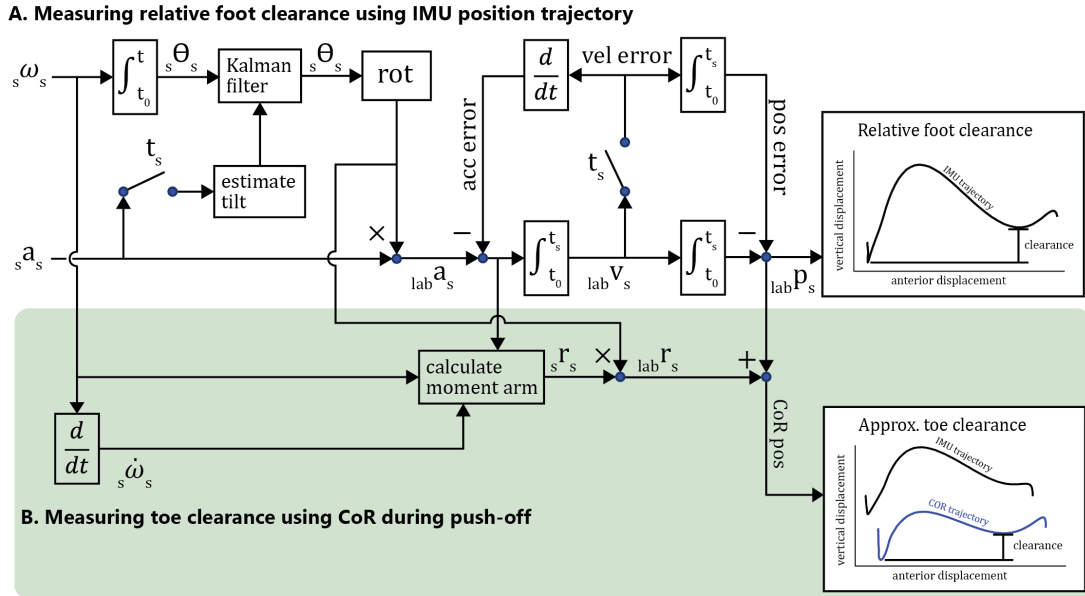 A. Measuring relative foot clearance using IMU position trajectory
sωs
∫ t t0
sΘs
Kalman
filter
sΘs
rot
d
dt
vel error
∫ ts t0
acc error
pos error
ts
estimate
tilt
ts
sas
×
labas
−
∫ ts t0
labvs
∫ ts t0
−
labps
Relative foot clearance
vertical displacement
IMU trajectory
clearance
anterior displacement
calculate
moment arm
srs
×
labrs
+
CoR pos
d
dt
sω̇s
B. Measuring toe clearance using CoR during push-off
Approx. toe clearance
vertical displacement
IMU trajectory
COR trajectory
clearance
anterior displacement